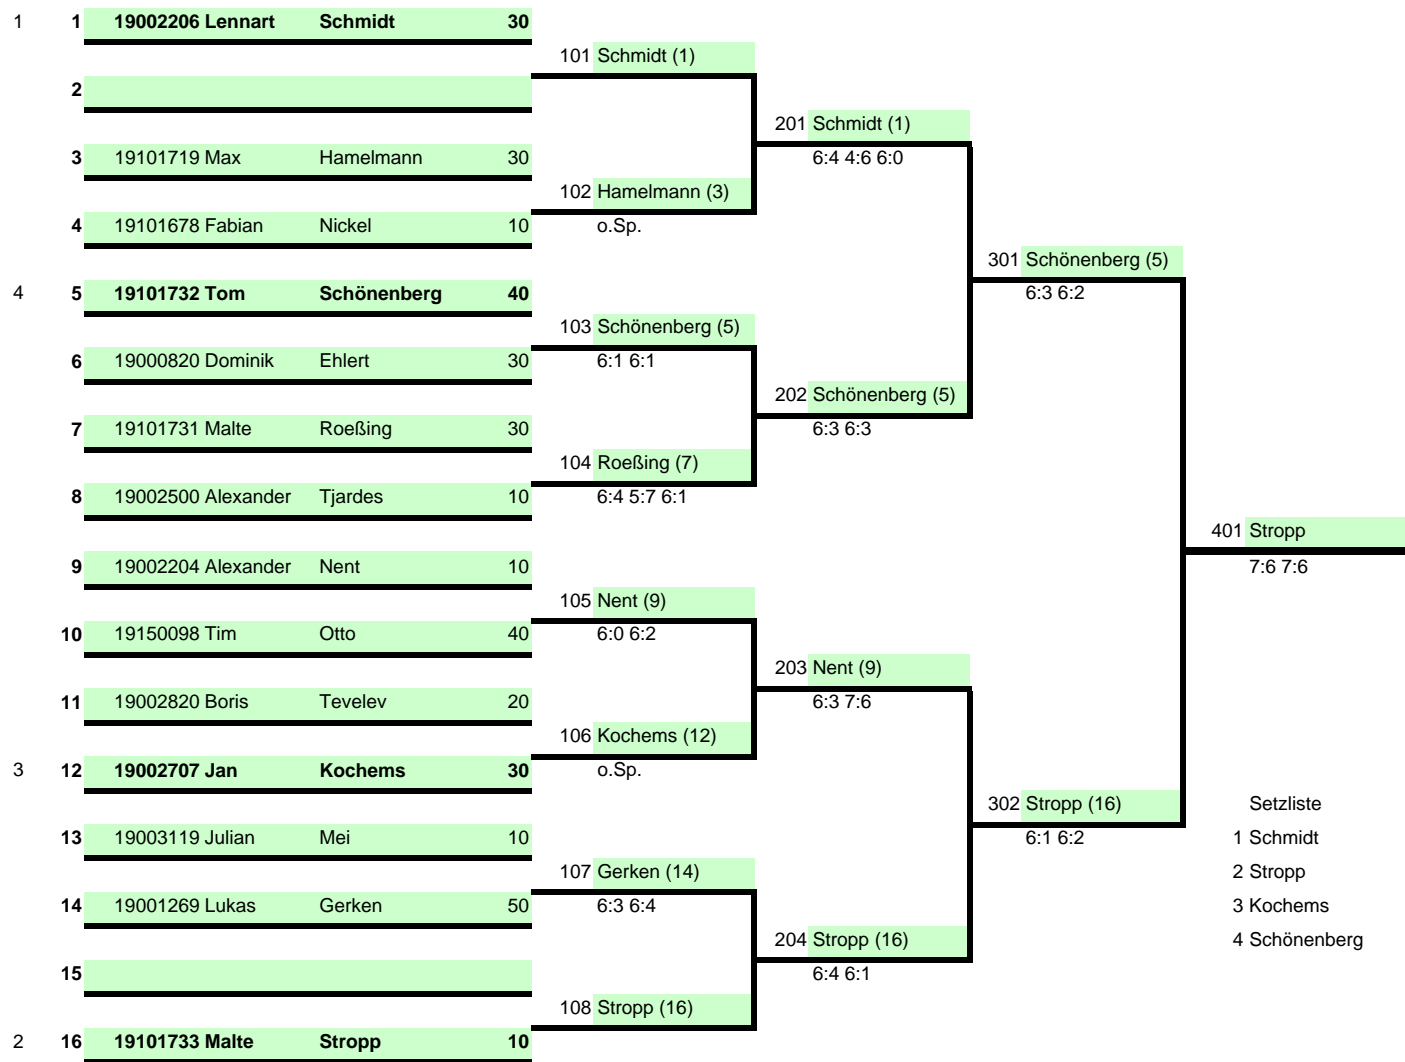 1 1 19002206 Lennart Schmidt 30
101 Schmidt (1)
2
201 Schmidt (1)
3 19101719 Max Hamelmann 30
6:4 4:6 6:0
102 Hamelmann (3)
4 19101678 Fabian Nickel 10
o.Sp.
301 Schönenberg (5)
4 5 19101732 Tom Schönenberg 40
6:3 6:2
103 Schönenberg (5)
6 19000820 Dominik Ehlert 30
6:1 6:1
202 Schönenberg (5)
7 19101731 Malte Roeßing 30
6:3 6:3
104 Roeßing (7)
8 19002500 Alexander Tjardes 10
6:4 5:7 6:1
401 Stropp
9 19002204 Alexander Nent 10
7:6 7:6
105 Nent (9)
10 19150098 Tim Otto 40
6:0 6:2
203 Nent (9)
11 19002820 Boris Tevelev 20
6:3 7:6
106 Kochems (12)
3 12 19002707 Jan Kochems 30
o.Sp.
302 Stropp (16)
Setzliste
13 19003119 Julian Mei 10
6:1 6:2
1 Schmidt
107 Gerken (14)
2 Stropp
14 19001269 Lukas Gerken 50
6:3 6:4
3 Kochems
204 Stropp (16)
4 Schönenberg
15
6:4 6:1
108 Stropp (16)
2 16 19101733 Malte Stropp 10